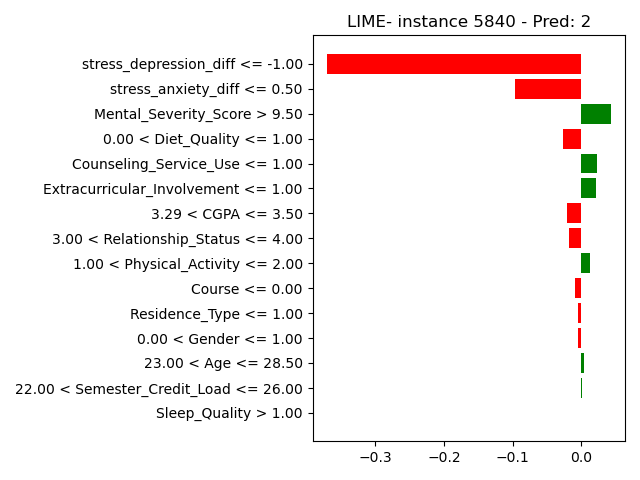 LIME- instance 5840 - Pred: 2
stress_depression_diff <= -1.00
stress_anxiety_diff <= 0.50
Mental_Severity_Score > 9.50
0.00 < Diet_Quality <= 1.00
Counseling_Service_Use <= 1.00
Extracurricular_Involvement <= 1.00
3.29 < CGPA <= 3.50
3.00 < Relationship_Status <= 4.00
1.00 < Physical_Activity <= 2.00
Course <= 0.00
Residence_Type <= 1.00
0.00 < Gender <= 1.00
23.00 < Age <= 28.50
22.00 < Semester_Credit_Load <= 26.00
Sleep_Quality > 1.00
−0.3 −0.2 −0.1 0.0